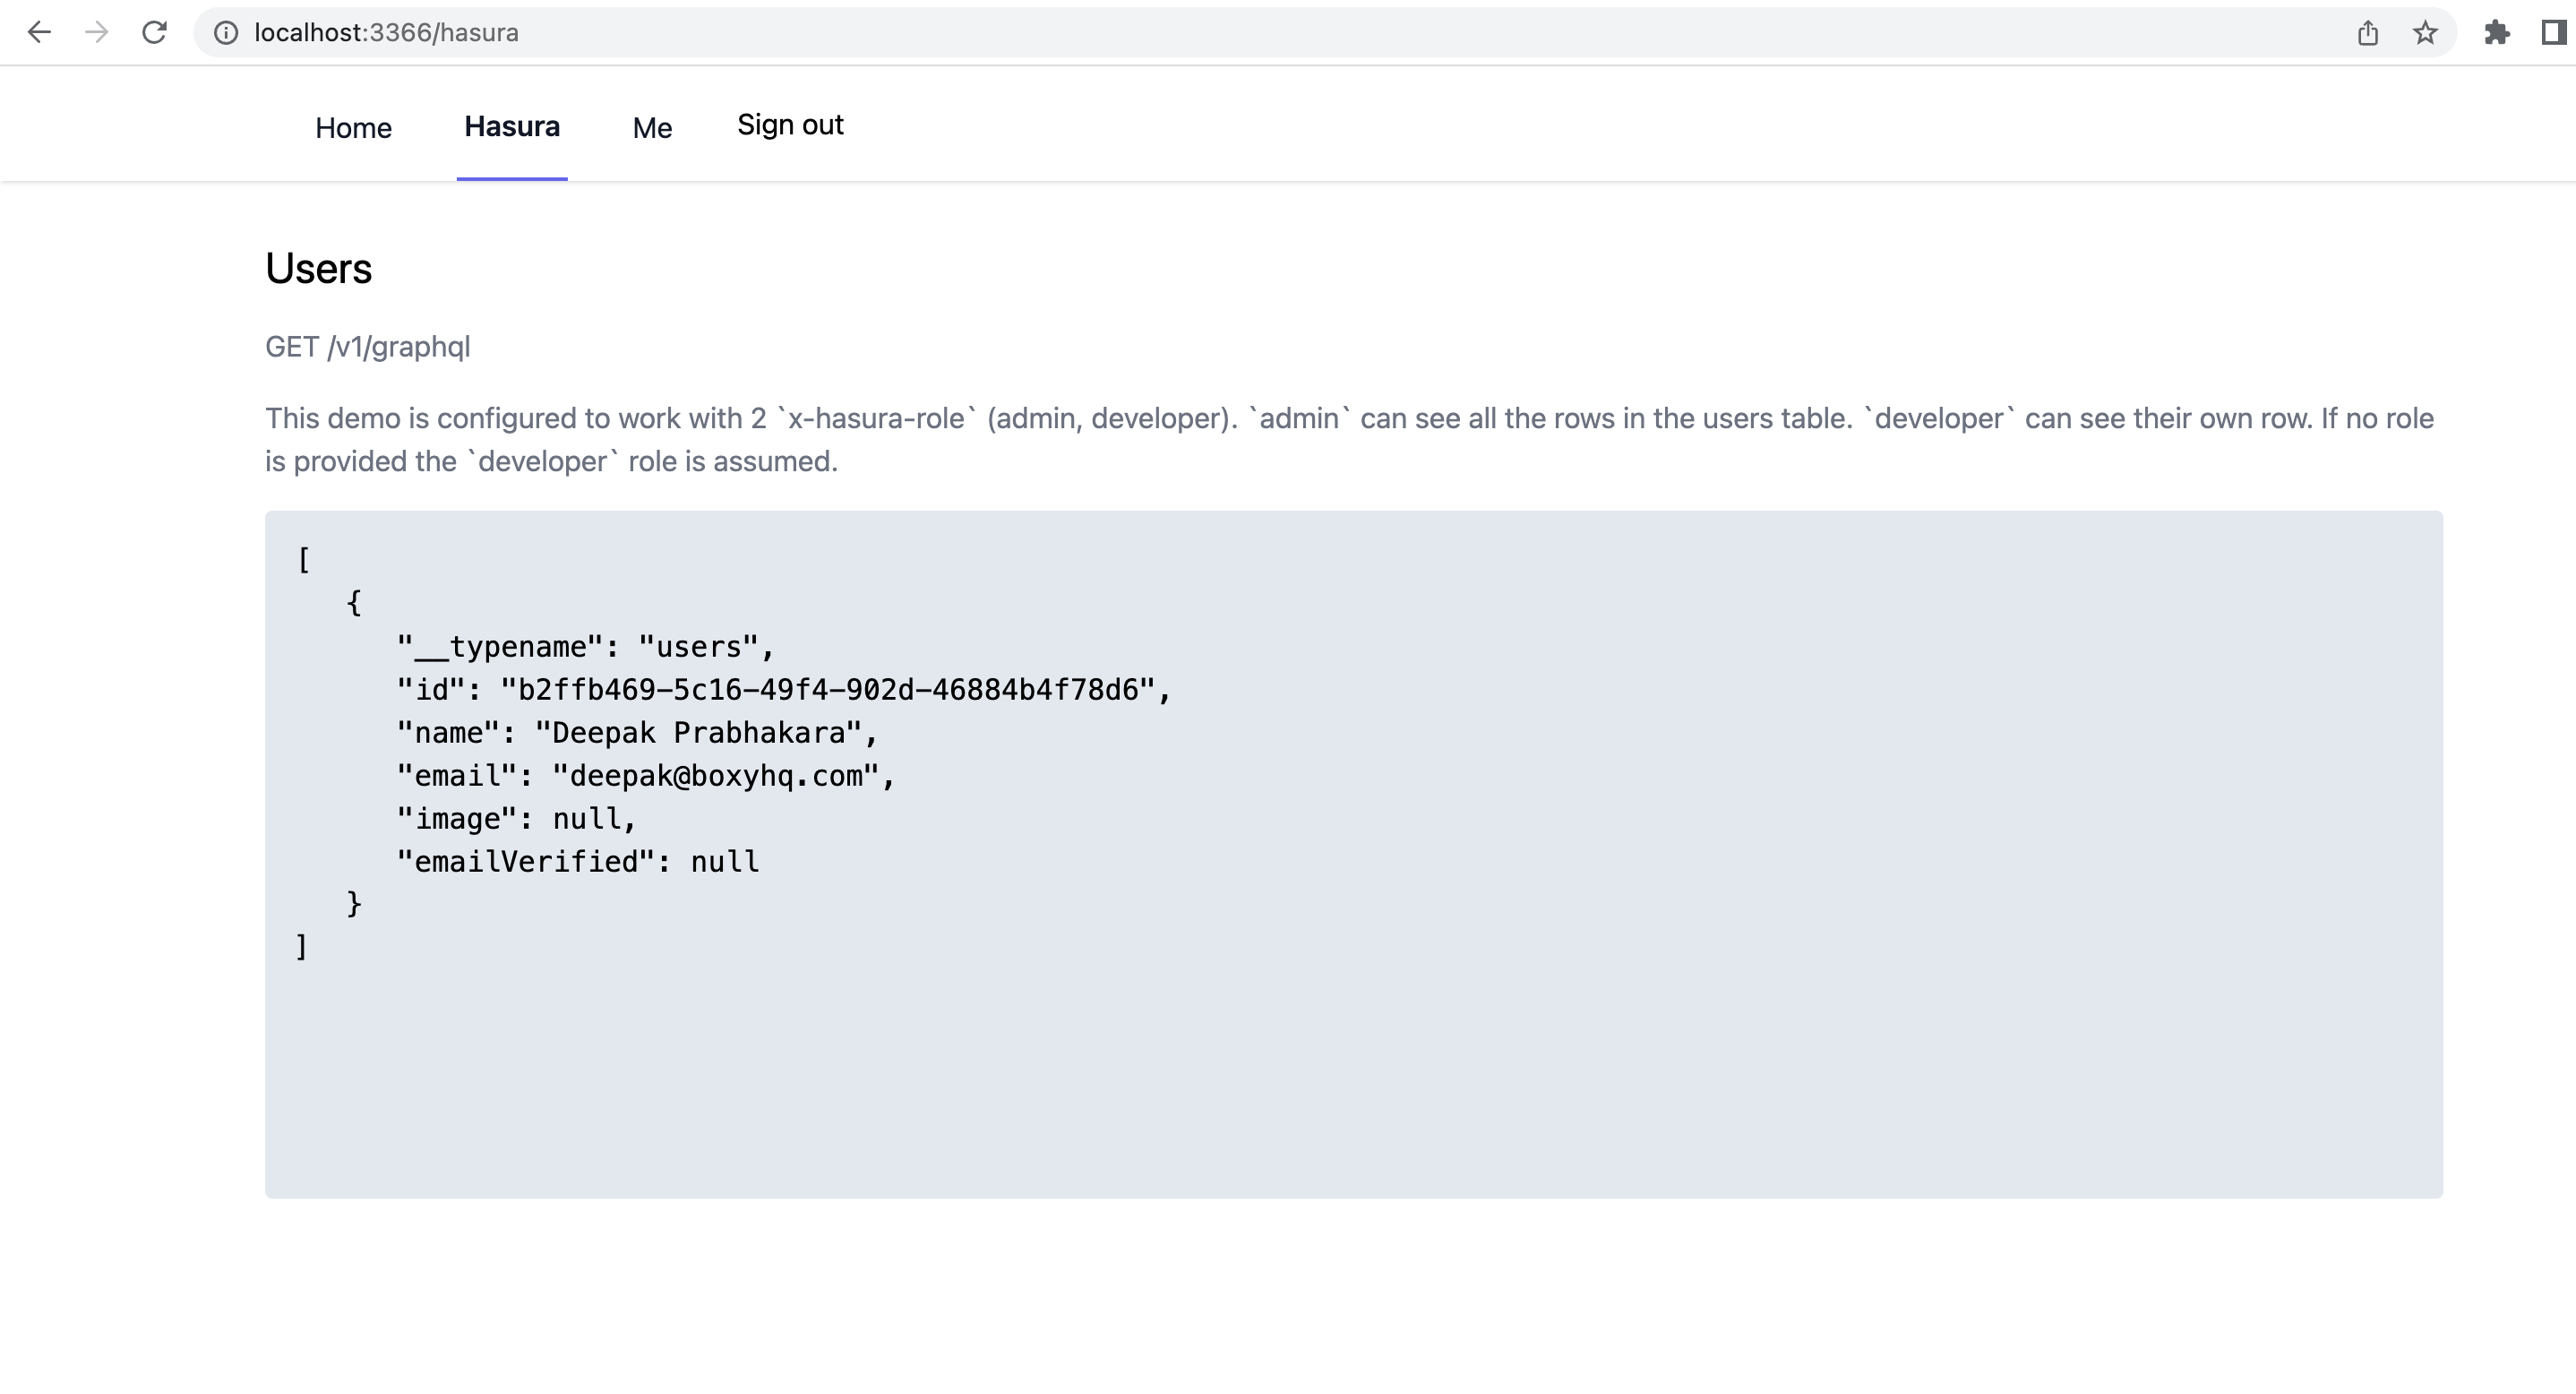 localhost:3366/hasura
Home Hasura Me Sign out
Users
GET /v1/graphql
This demo is configured to work with 2 `x-hasura-role` (admin, developer). `admin` can see all the rows in the users table. `developer` can see their own row. If no role
is provided the `developer` role is assumed.
[
{
"__typename": "users",
"id": "b2ffb469-5c16-49f4-902d-46884b4f78d6",
"name": "Deepak Prabhakara",
"email": "deepak@boxyhq.com",
"image": null,
"emailVerified": null
}
]